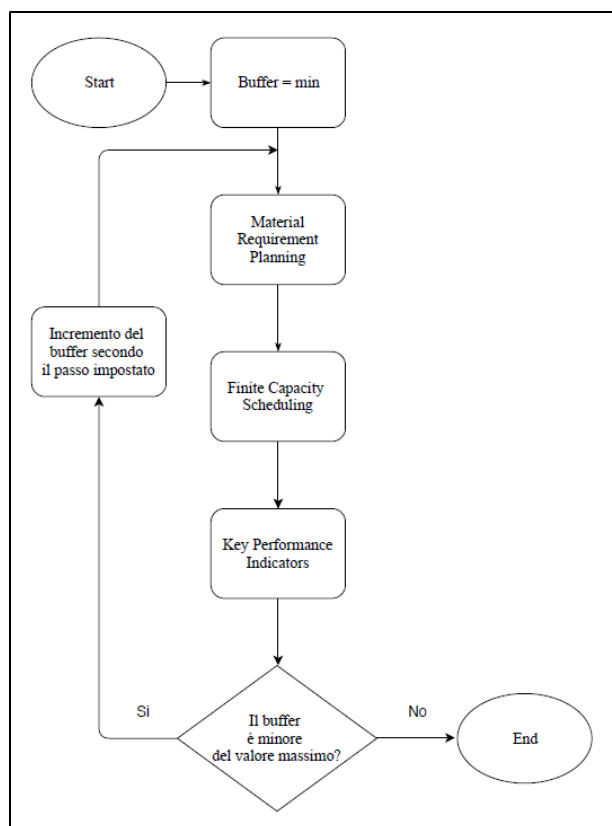 Start
Buffer = min
Material
Requirement
Planning
Incremento del
buffer secondo
il passo impostato
Finite Capacity
Scheduling
Key Performance
Indicators
Si
Il buffer
è minore
del valore massimo?
No
End